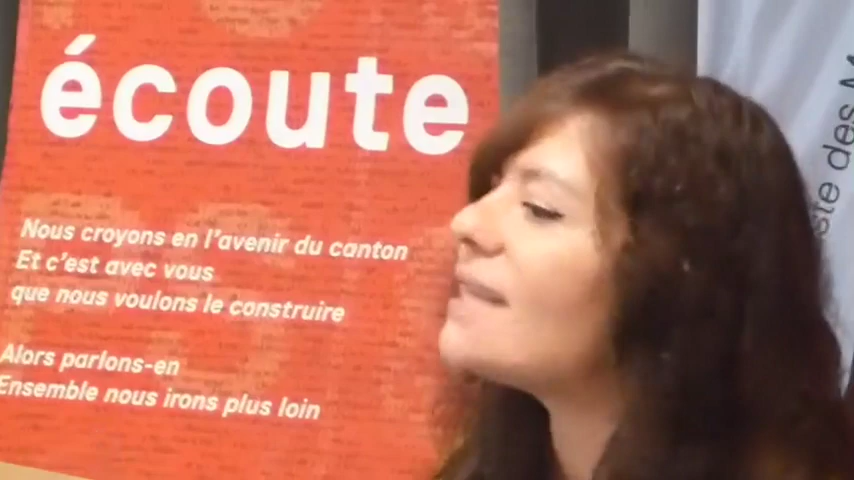 écoute
Nous croyons en l'avenir du canton
Et c'est avec vous
que nous voulons le construire
Alors parlons-en
Ensemble nous irons plus loin
des